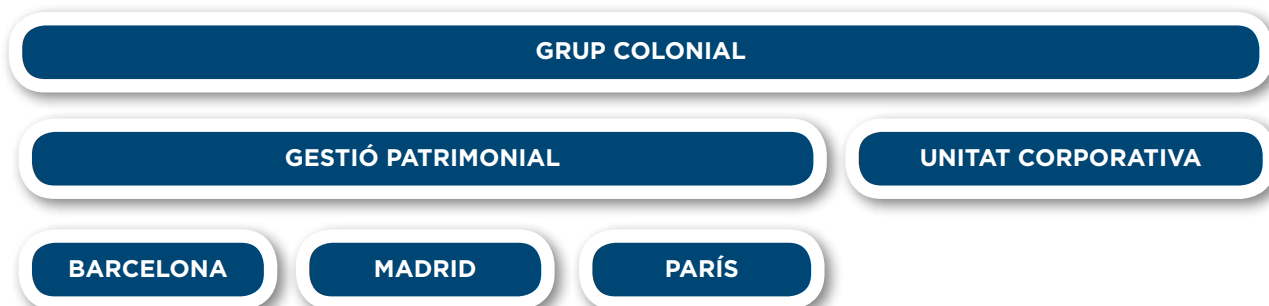 GRUP COLONIAL
GESTIÓ PATRIMONIAL
UNITAT CORPORATIVA
BARCELONA
MADRID
PARÍS